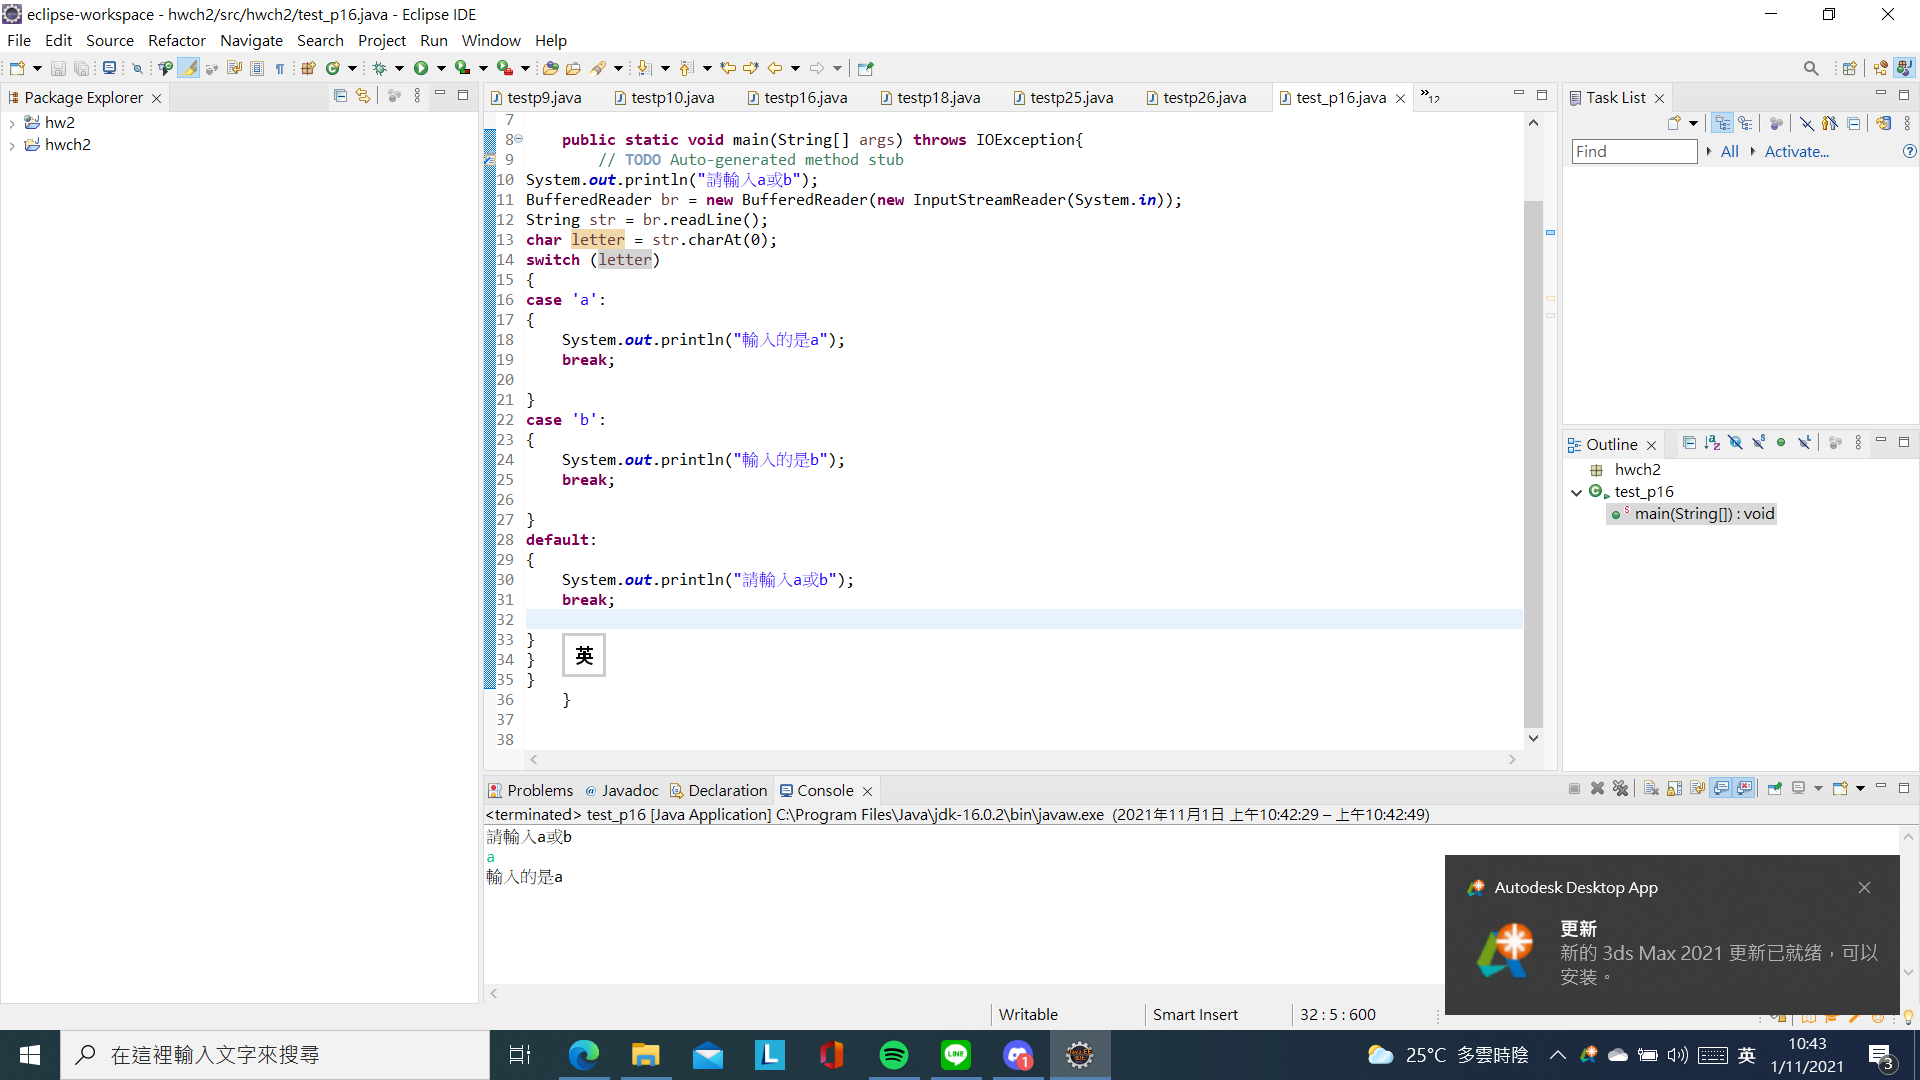 eclipse-workspace - hwch2/src/hwch2/test_p16.java - Eclipse IDE
File Edit Source Refactor Navigate Search Project Run Window Help
Package Explorer
hw2
hwch2
testp9.java testp10.java testp16.java testp18.java testp25.java testp26.java test_p16.java »12
7
8 public static void main(String[] args) throws IOException{
9 // TODO Auto-generated method stub
10 System.out.println("請輸入a或b");
11 BufferedReader br = new BufferedReader(new InputStreamReader(System.in));
12 String str = br.readLine();
13 char letter = str.charAt(0);
14 switch (letter)
15 {
16 case 'a':
17 {
18 System.out.println("輸入的是a");
19 break;
20
21 }
22 case 'b':
23 {
24 System.out.println("輸入的是b");
25 break;
26
27 }
28 default:
29 {
30 System.out.println("請輸入a或b");
31 break;
32
33 }
34 }
35 }
36 }
37
38
英
Task List
Find All Activate...
Outline
hwch2
test_p16
main(String[]) : void
Problems @ Javadoc Declaration Console
<terminated> test_p16 [Java Application] C:\Program Files\Java\jdk-16.0.2\bin\javaw.exe (2021年11月1日 上午10:42:29 – 上午10:42:49)
請輸入a或b
a
輸入的是a
Autodesk Desktop App
更新
新的 3ds Max 2021 更新已就绪，可以
安装。
Writable Smart Insert 32 : 5 : 600
在這裡輸入文字來搜尋
LINE
1
25°C 多雲時陰
英
10:43
1/11/2021
3